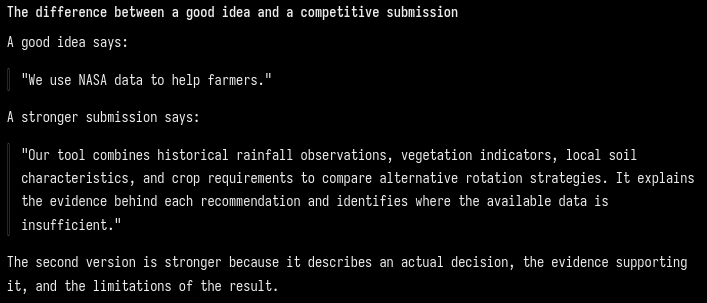 The difference between a good idea and a competitive submission
A good idea says:
"We use NASA data to help farmers."
A stronger submission says:
"Our tool combines historical rainfall observations, vegetation indicators, local soil
characteristics, and crop requirements to compare alternative rotation strategies. It explains
the evidence behind each recommendation and identifies where the available data is
insufficient."
The second version is stronger because it describes an actual decision, the evidence supporting
it, and the limitations of the result.